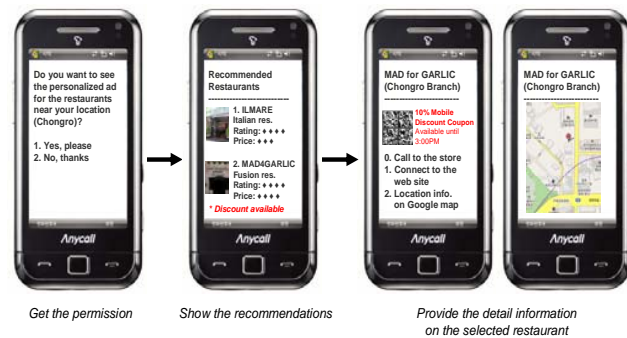 Do you want to see
the personalized ad
for the restaurants
near your location
(Chongro)?
1. Yes, please
2. No, thanks
Anycall
Get the permission
Recommended
Restaurants
----------------------------
1. ILMARE
Italian res.
Rating: ♦ ♦ ♦ ♦
Price: ♦ ♦ ♦
2. MAD4GARLIC
Fusion res.
Rating: ♦ ♦ ♦ ♦
Price: ♦ ♦ ♦ ♦
* Discount available
Anycall
Show the recommendations
MAD for GARLIC
(Chongro Branch)
--------------------------
10% Mobile
Discount Coupon
Available until
3:00PM
0. Call to the store
1. Connect to the
web site
2. Location info.
on Google map
Anycall
MAD for GARLIC
(Chongro Branch)
--------------------------
Anycall
Provide the detail information
on the selected restaurant